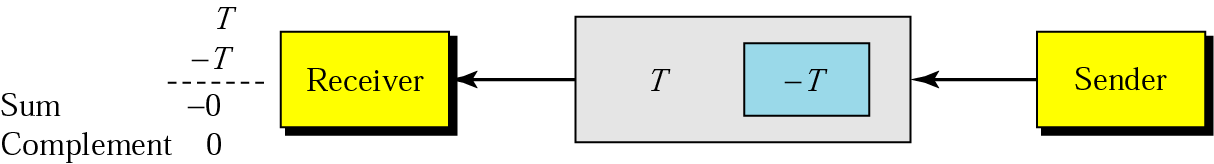 T
–T
Sum –0
Complement 0
Receiver
T
–T
Sender